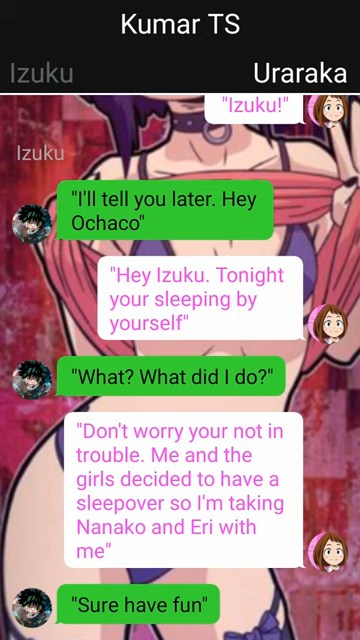 Kumar TS
Izuku
Uraraka
"Izuku!"
Izuku
"I'll tell you later. Hey
Ochaco"
"Hey Izuku. Tonight
your sleeping by
yourself"
"What? What did I do?"
"Don't worry your not in
trouble. Me and the
girls decided to have a
sleepover so I'm taking
Nanako and Eri with
me"
"Sure have fun"